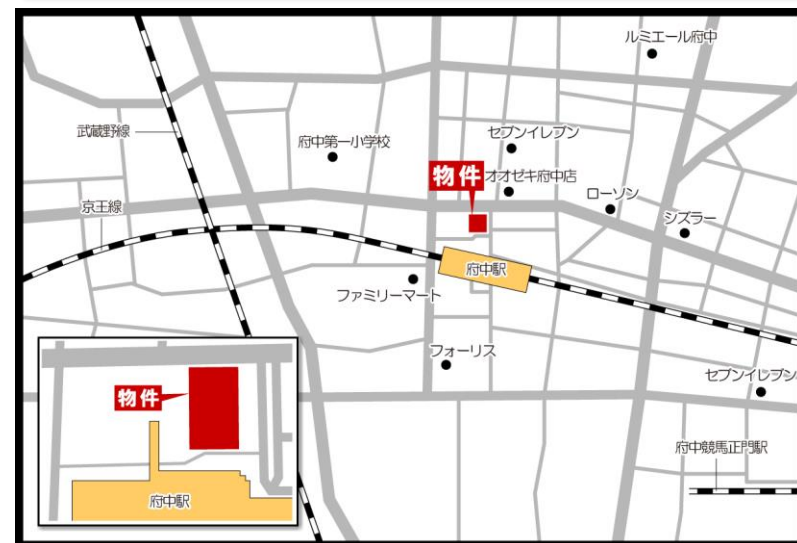 ルミエール府中
武蔵野線
府中第一小学校
セブンイレブン
物件
オオゼキ府中店
ローソン
京王線
シズラー
府中駅
ファミリーマート
フォーリス
セブンイレブン
府中競馬正門駅
物件
府中駅